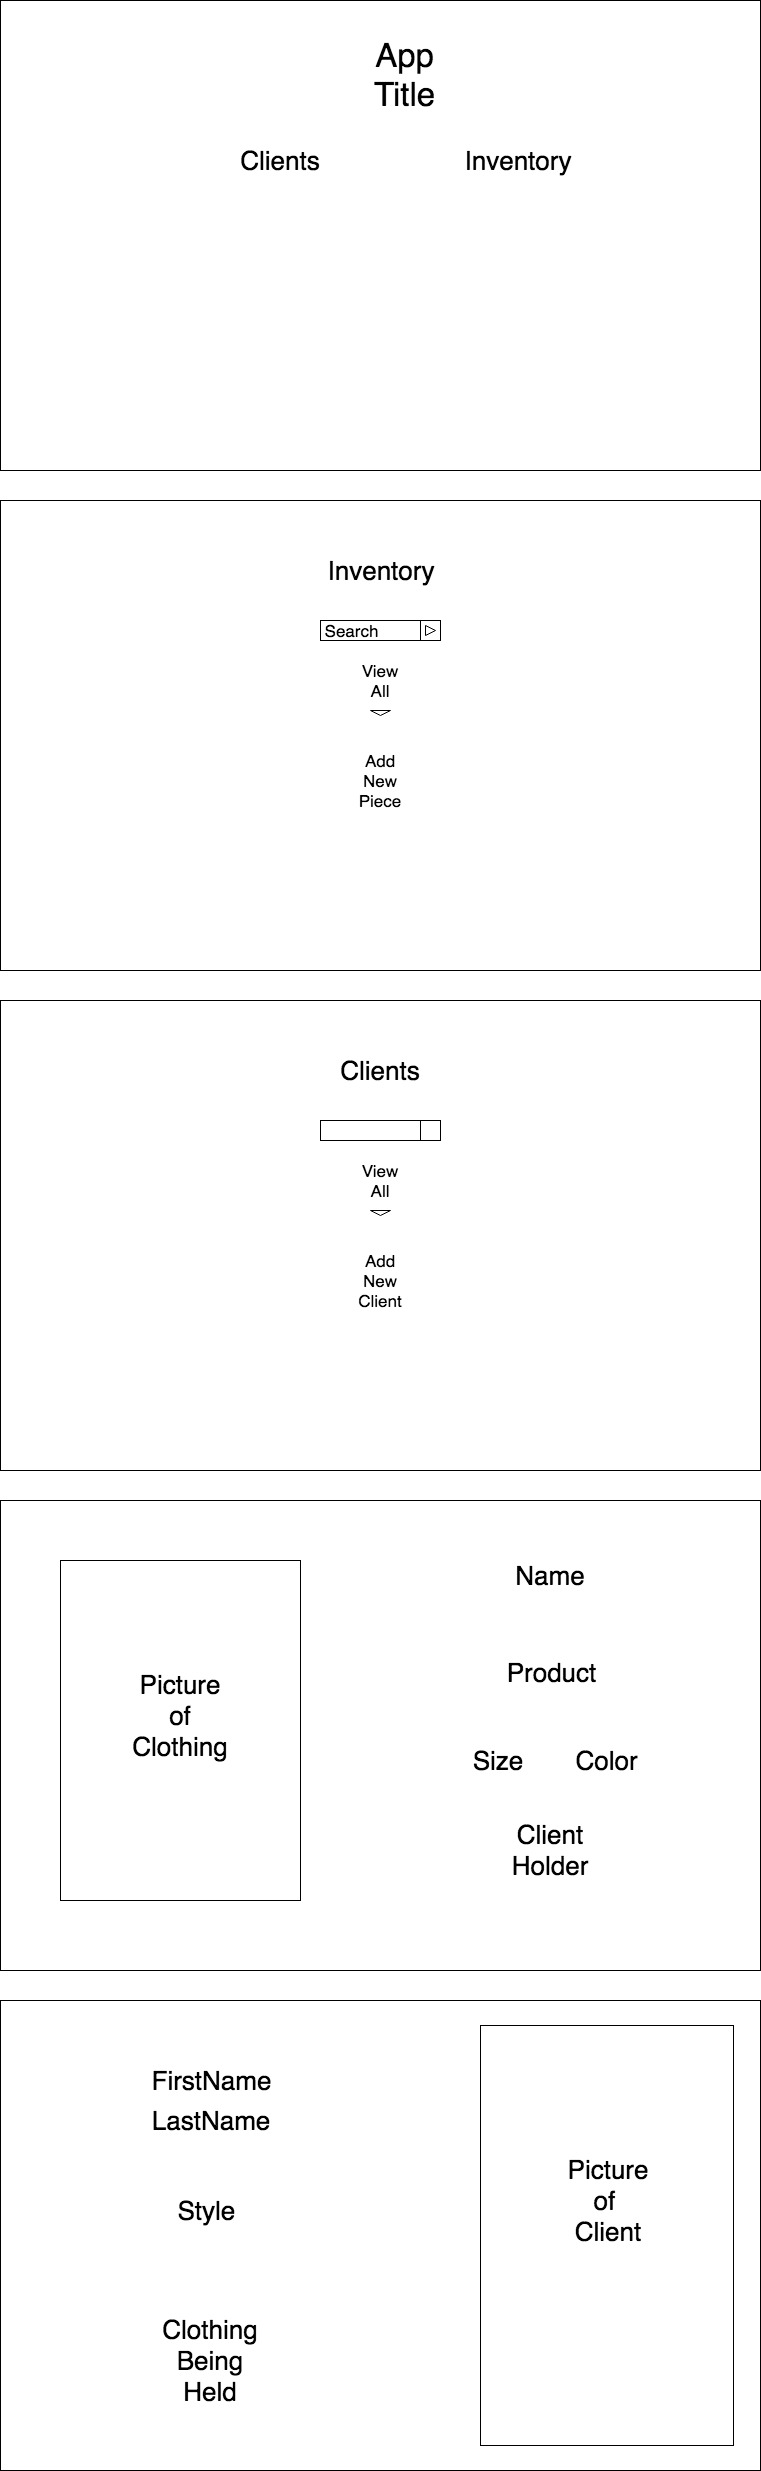 App
Title
Clients Inventory
Inventory
Search
View
All
Add
New
Piece
Clients
View
All
Add
New
Client
Picture
of
Clothing
Name
Product
Size Color
Client
Holder
FirstName
LastName
Style
Clothing
Being
Held
Picture
of
Client